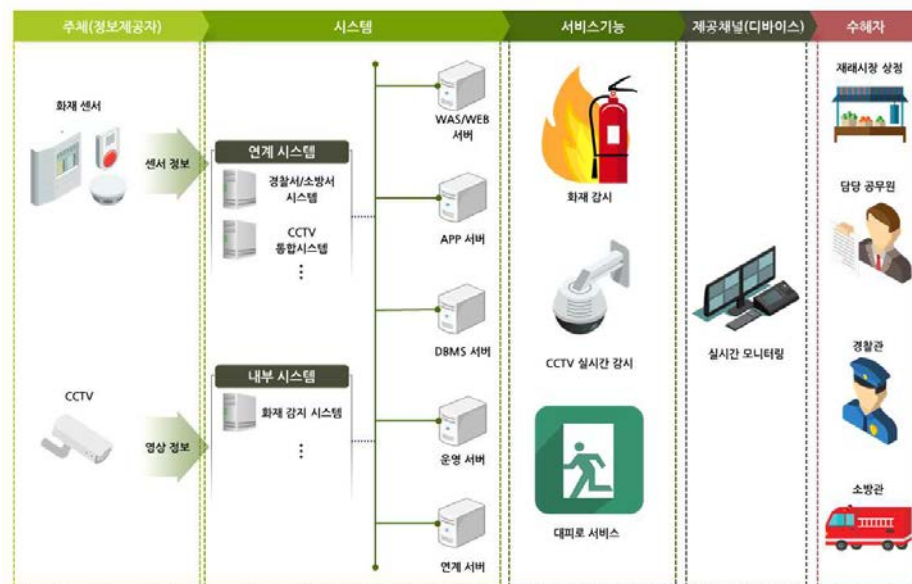 주체(정보제공자)
시스템
서비스기능
제공채널(디바이스)
수혜자
화재 센서
센서 정보
CCTV
영상 정보
연계 시스템
경찰서/소방서
시스템
CCTV
통합시스템
⋮
내부 시스템
화재 감지 시스템
⋮
WAS/WEB
서버
APP 서버
DBMS 서버
운영 서버
연계 서버
화재 감시
CCTV 실시간 감시
대피로 서비스
실시간 모니터링
재래시장 상점
담당 공무원
경찰관
소방관